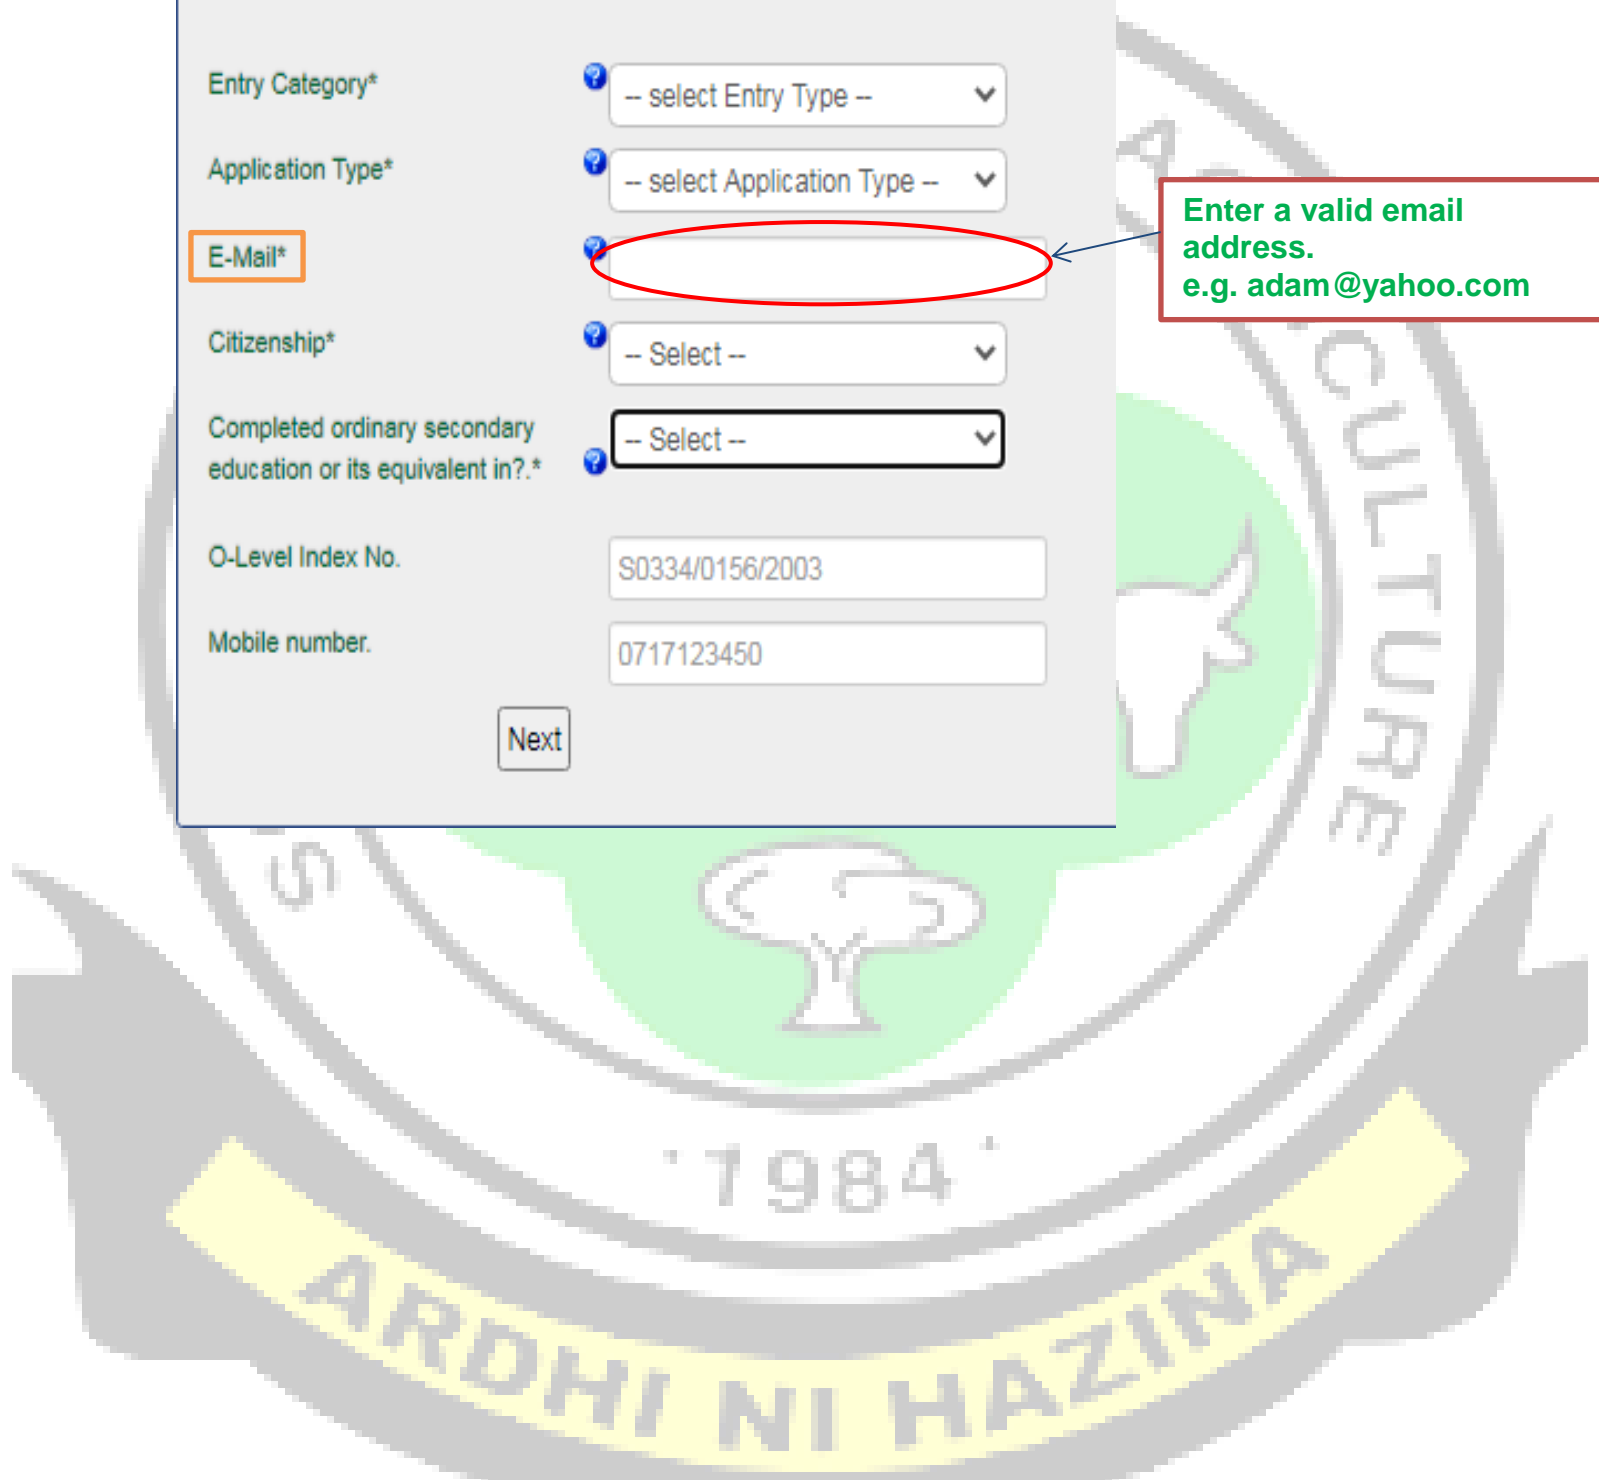 Entry Category*
-- select Entry Type --
Application Type*
-- select Application Type --
E-Mail*
Enter a valid email
address.
e.g. adam@yahoo.com
Citizenship*
-- Select --
Completed ordinary secondary
education or its equivalent in?.*
-- Select --
O-Level Index No.
S0334/0156/2003
Mobile number.
0717123450
Next
CULTURE
1984
ARDHI NI HAZINA